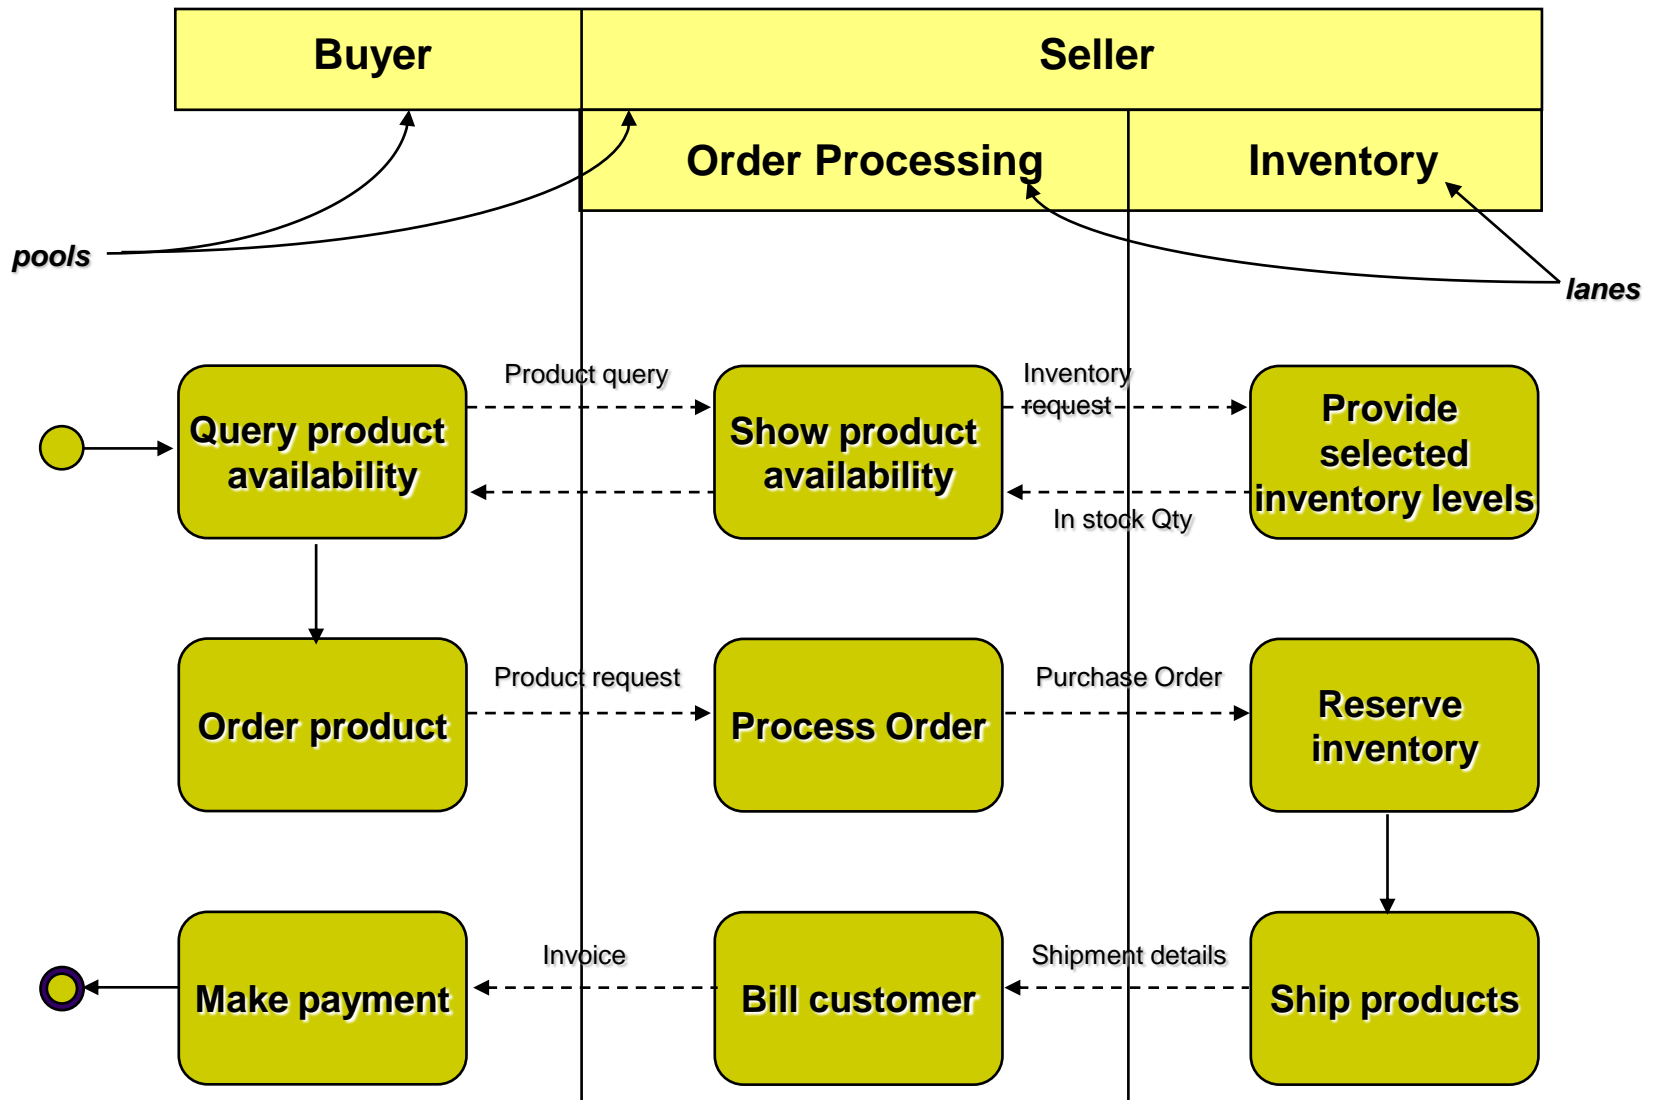 Buyer
Seller
Order Processing
Inventory
pools
lanes
Product query
Inventory
request
Query product
availability
Show product
availability
Provide
selected
inventory levels
In stock Qty
Product request
Purchase Order
Order product
Process Order
Reserve
inventory
Invoice
Shipment details
Make payment
Bill customer
Ship products